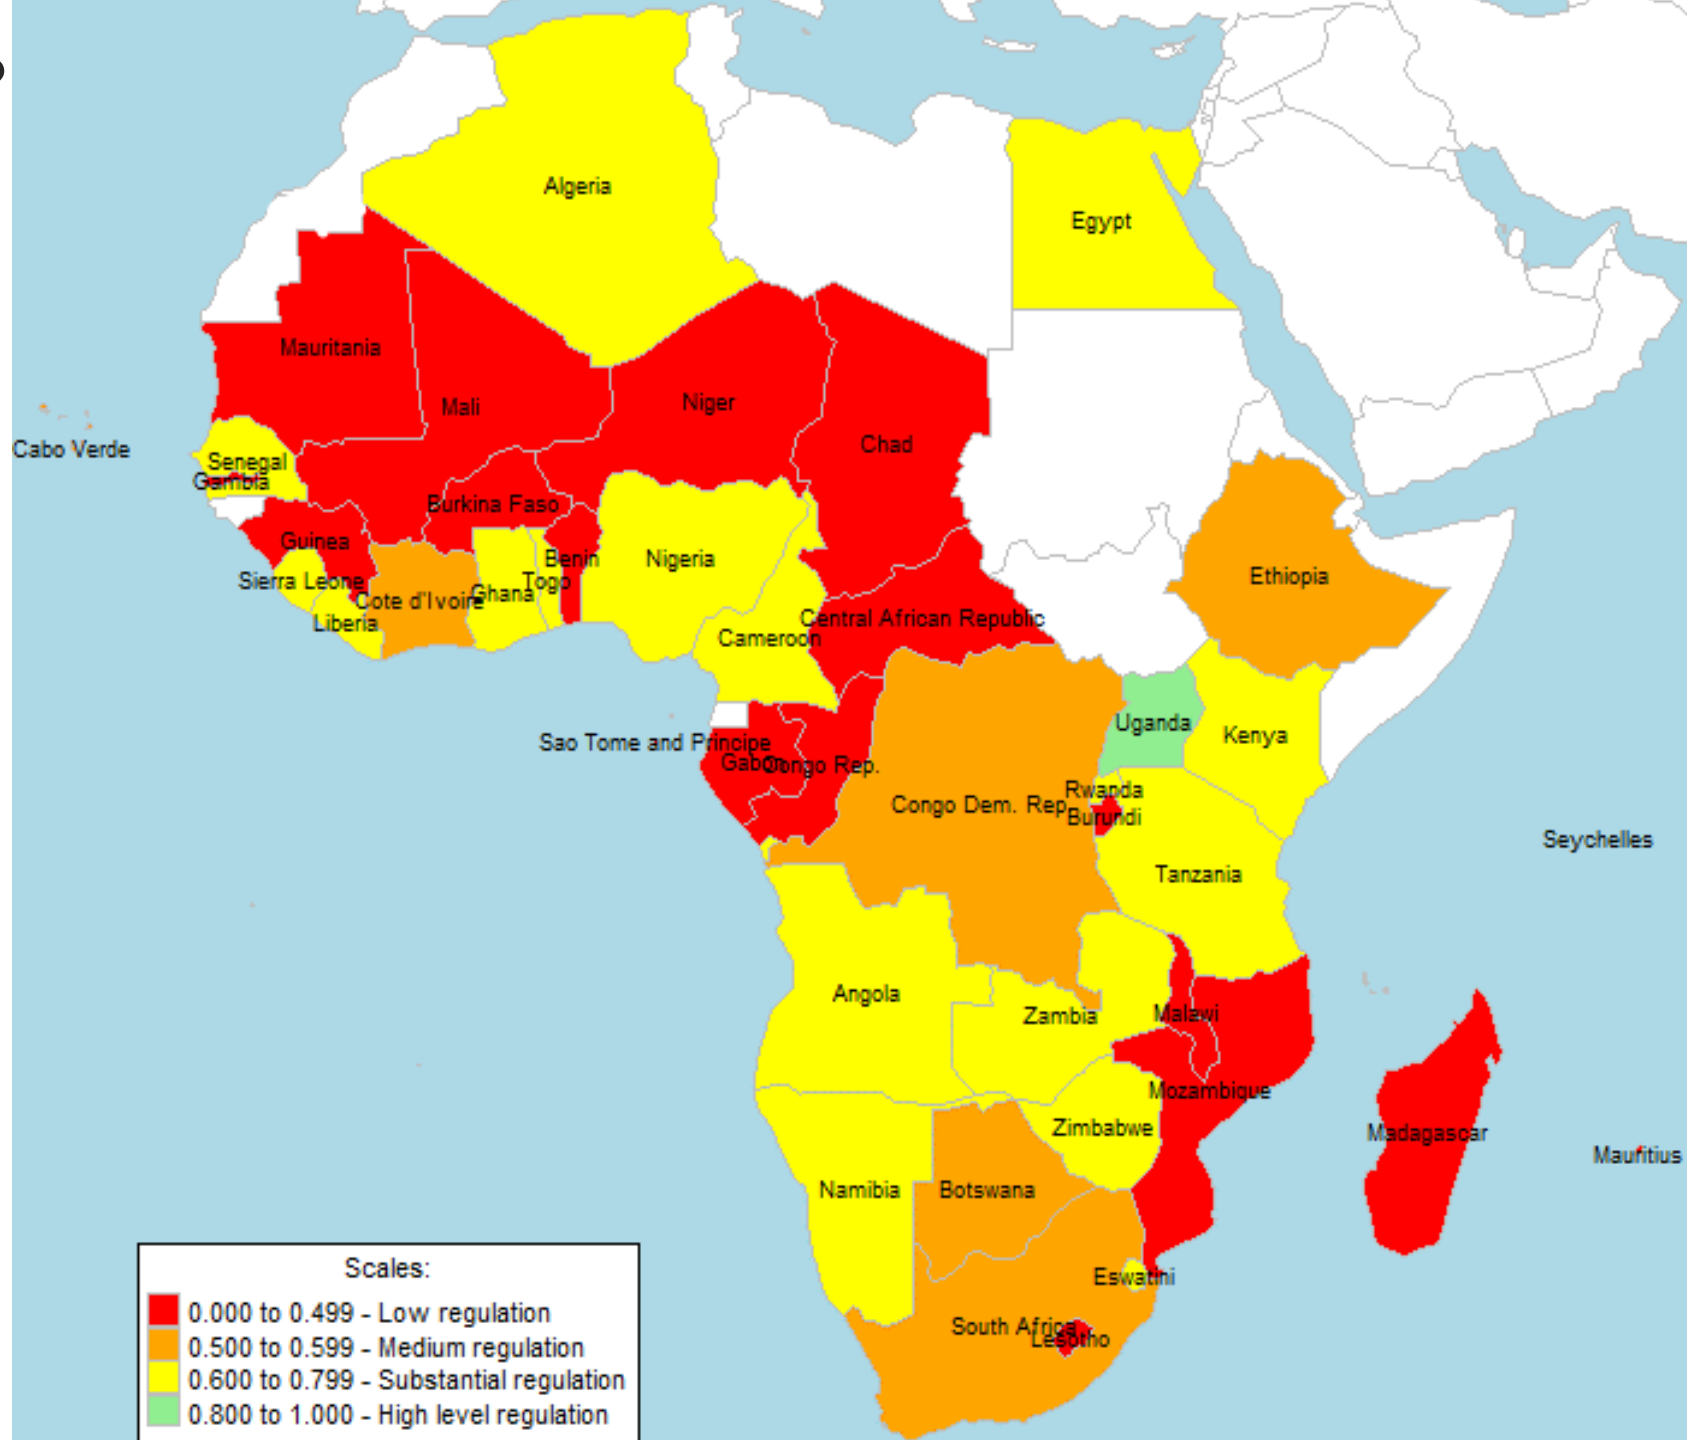 Algeria
Egypt
Mauritania
Mali
Niger
Chad
Cabo Verde
Senegal
Gambia
Burkina Faso
Guinea
Benin
Nigeria
Sierra Leone
Togo
Ethiopia
Cote d'Ivoire
Ghana
Liberia
Central African Republic
Cameroon
Uganda
Kenya
Sao Tome and Principe
Gabon
Congo Rep.
Rwanda
Congo Dem. Rep.
Burundi
Seychelles
Tanzania
Angola
Zambia
Malawi
Mozambique
Zimbabwe
Madagascar
Mauritius
Namibia
Botswana
Eswatini
South Africa
Lesotho
Scales:
0.000 to 0.499 - Low regulation
0.500 to 0.599 - Medium regulation
0.600 to 0.799 - Substantial regulation
0.800 to 1.000 - High level regulation